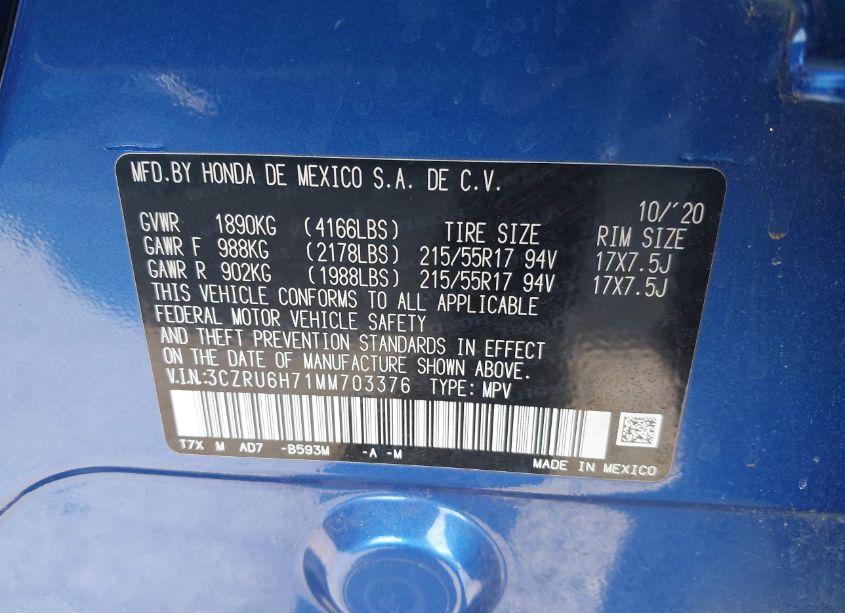 MFD.BY HONDA DE MEXICO S.A. DE C.V.
10/'20
GVWR 1890KG (4166LBS) TIRE SIZE RIM SIZE
GAWR F 988KG (2178LBS) 215/55R17 94V 17X7.5J
GAWR R 902KG (1988LBS) 215/55R17 94V 17X7.5J
THIS VEHICLE CONFORMS TO ALL APPLICABLE
FEDERAL MOTOR VEHICLE SAFETY
AND THEFT PREVENTION STANDARDS IN EFFECT
ON THE DATE OF MANUFACTURE SHOWN ABOVE.
V.I.N.:3CZRU6H71MM703376 TYPE: MPV
T7X M AD7 -B593M -A -M
MADE IN MEXICO